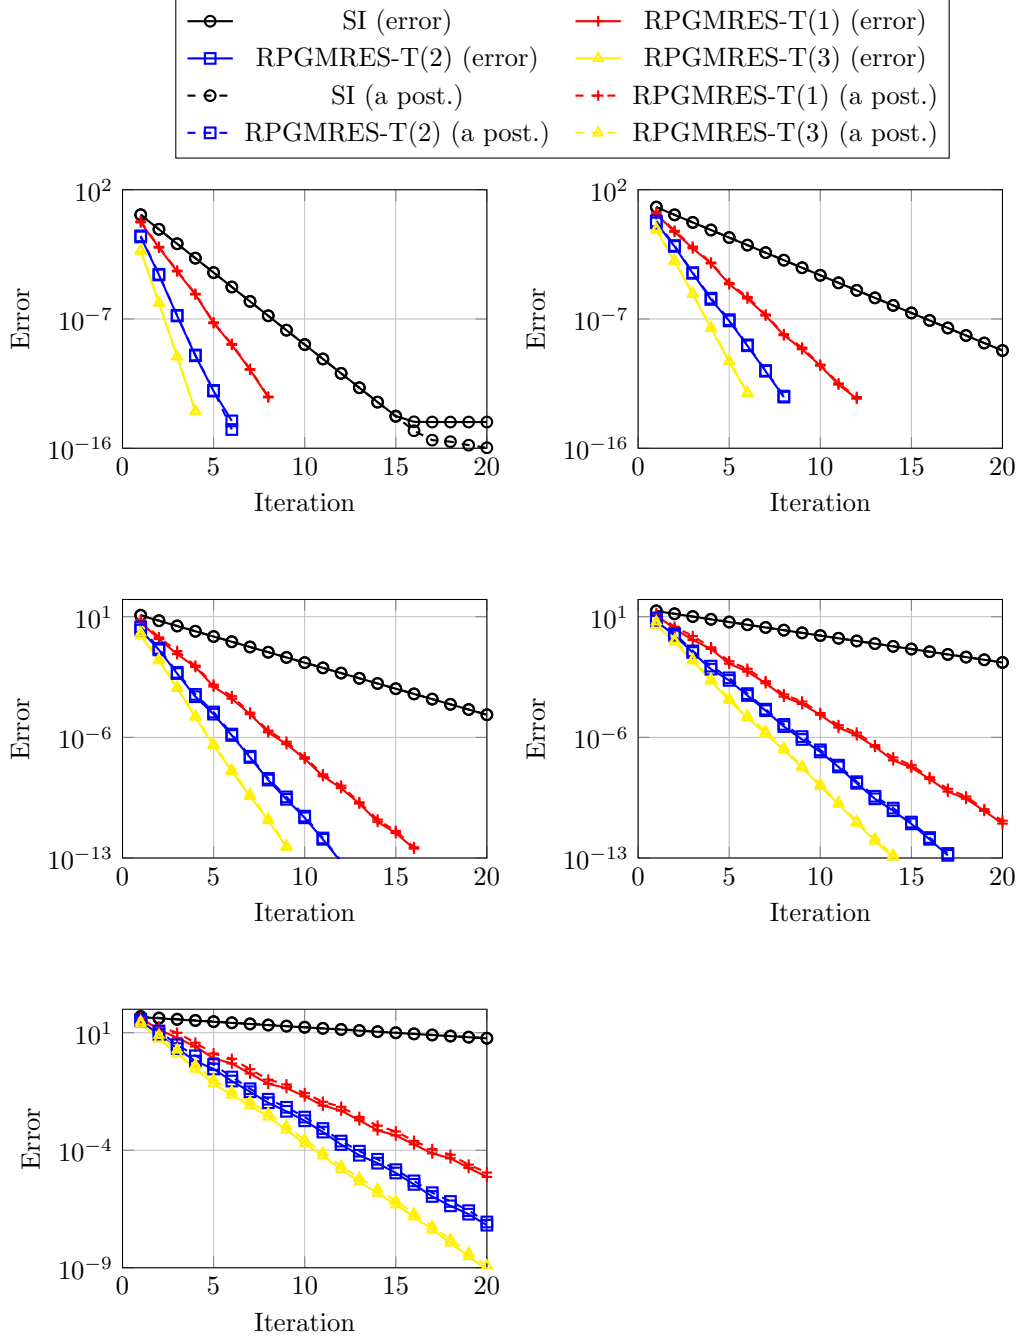 SI (error) RPGMRES-T(1) (error)
RPGMRES-T(2) (error) RPGMRES-T(3) (error)
SI (a post.) RPGMRES-T(1) (a post.)
RPGMRES-T(2) (a post.) RPGMRES-T(3) (a post.)
10^2
10^-7
10^-16
Error
0 5 10 15 20
Iteration
10^2
10^-7
10^-16
Error
0 5 10 15 20
Iteration
10^1
10^-6
10^-13
Error
0 5 10 15 20
Iteration
10^1
10^-6
10^-13
Error
0 5 10 15 20
Iteration
10^1
10^-4
10^-9
Error
0 5 10 15 20
Iteration